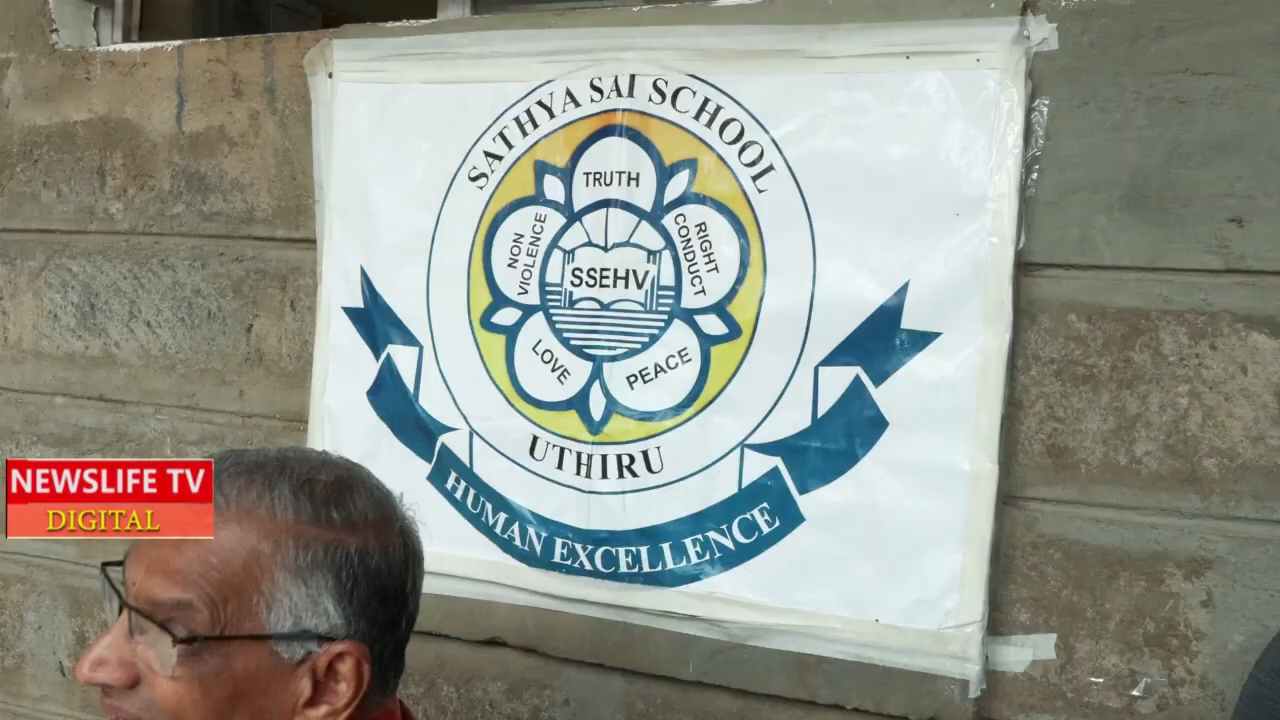 SATHYA SAI SCHOOL
TRUTH
NON VIOLENCE
RIGHT CONDUCT
SSEHV
LOVE
PEACE
UTHIRU
HUMAN EXCELLENCE
NEWSLIFE TV
DIGITAL